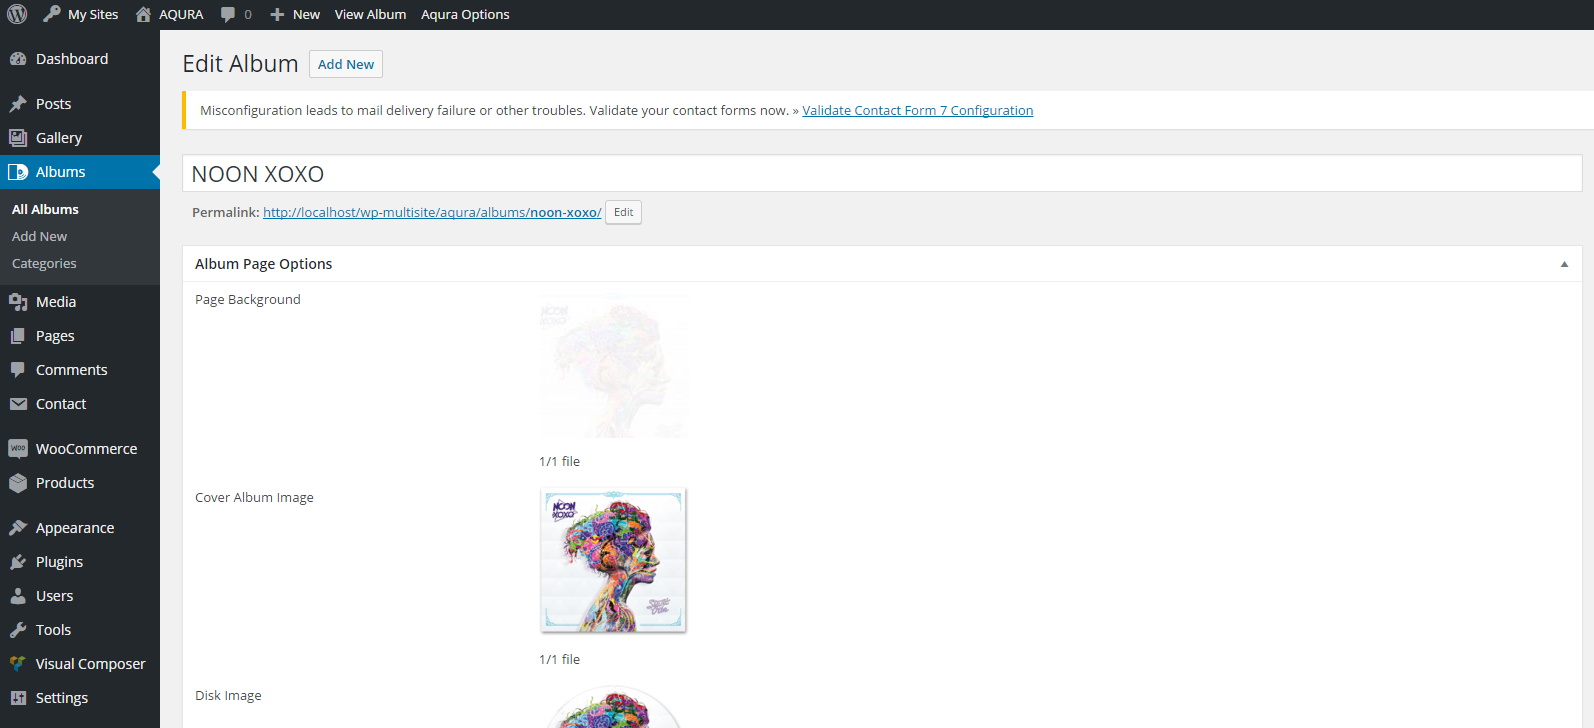 My Sites AQURA 0 New View Album Aqura Options
Dashboard
Posts
Gallery
Albums
All Albums
Add New
Categories
Media
Pages
Comments
Contact
WOO WooCommerce
Products
Appearance
Plugins
Users
Tools
Visual Composer
Settings
Edit Album Add New
Misconfiguration leads to mail delivery failure or other troubles. Validate your contact forms now. » Validate Contact Form 7 Configuration
NOON XOXO
Permalink: http://localhost/wp-multisite/aqura/albums/noon-xoxo/ Edit
Album Page Options
Page Background
NOON
XOXO
1/1 file
Cover Album Image
NOON
XOXO
1/1 file
Disk Image